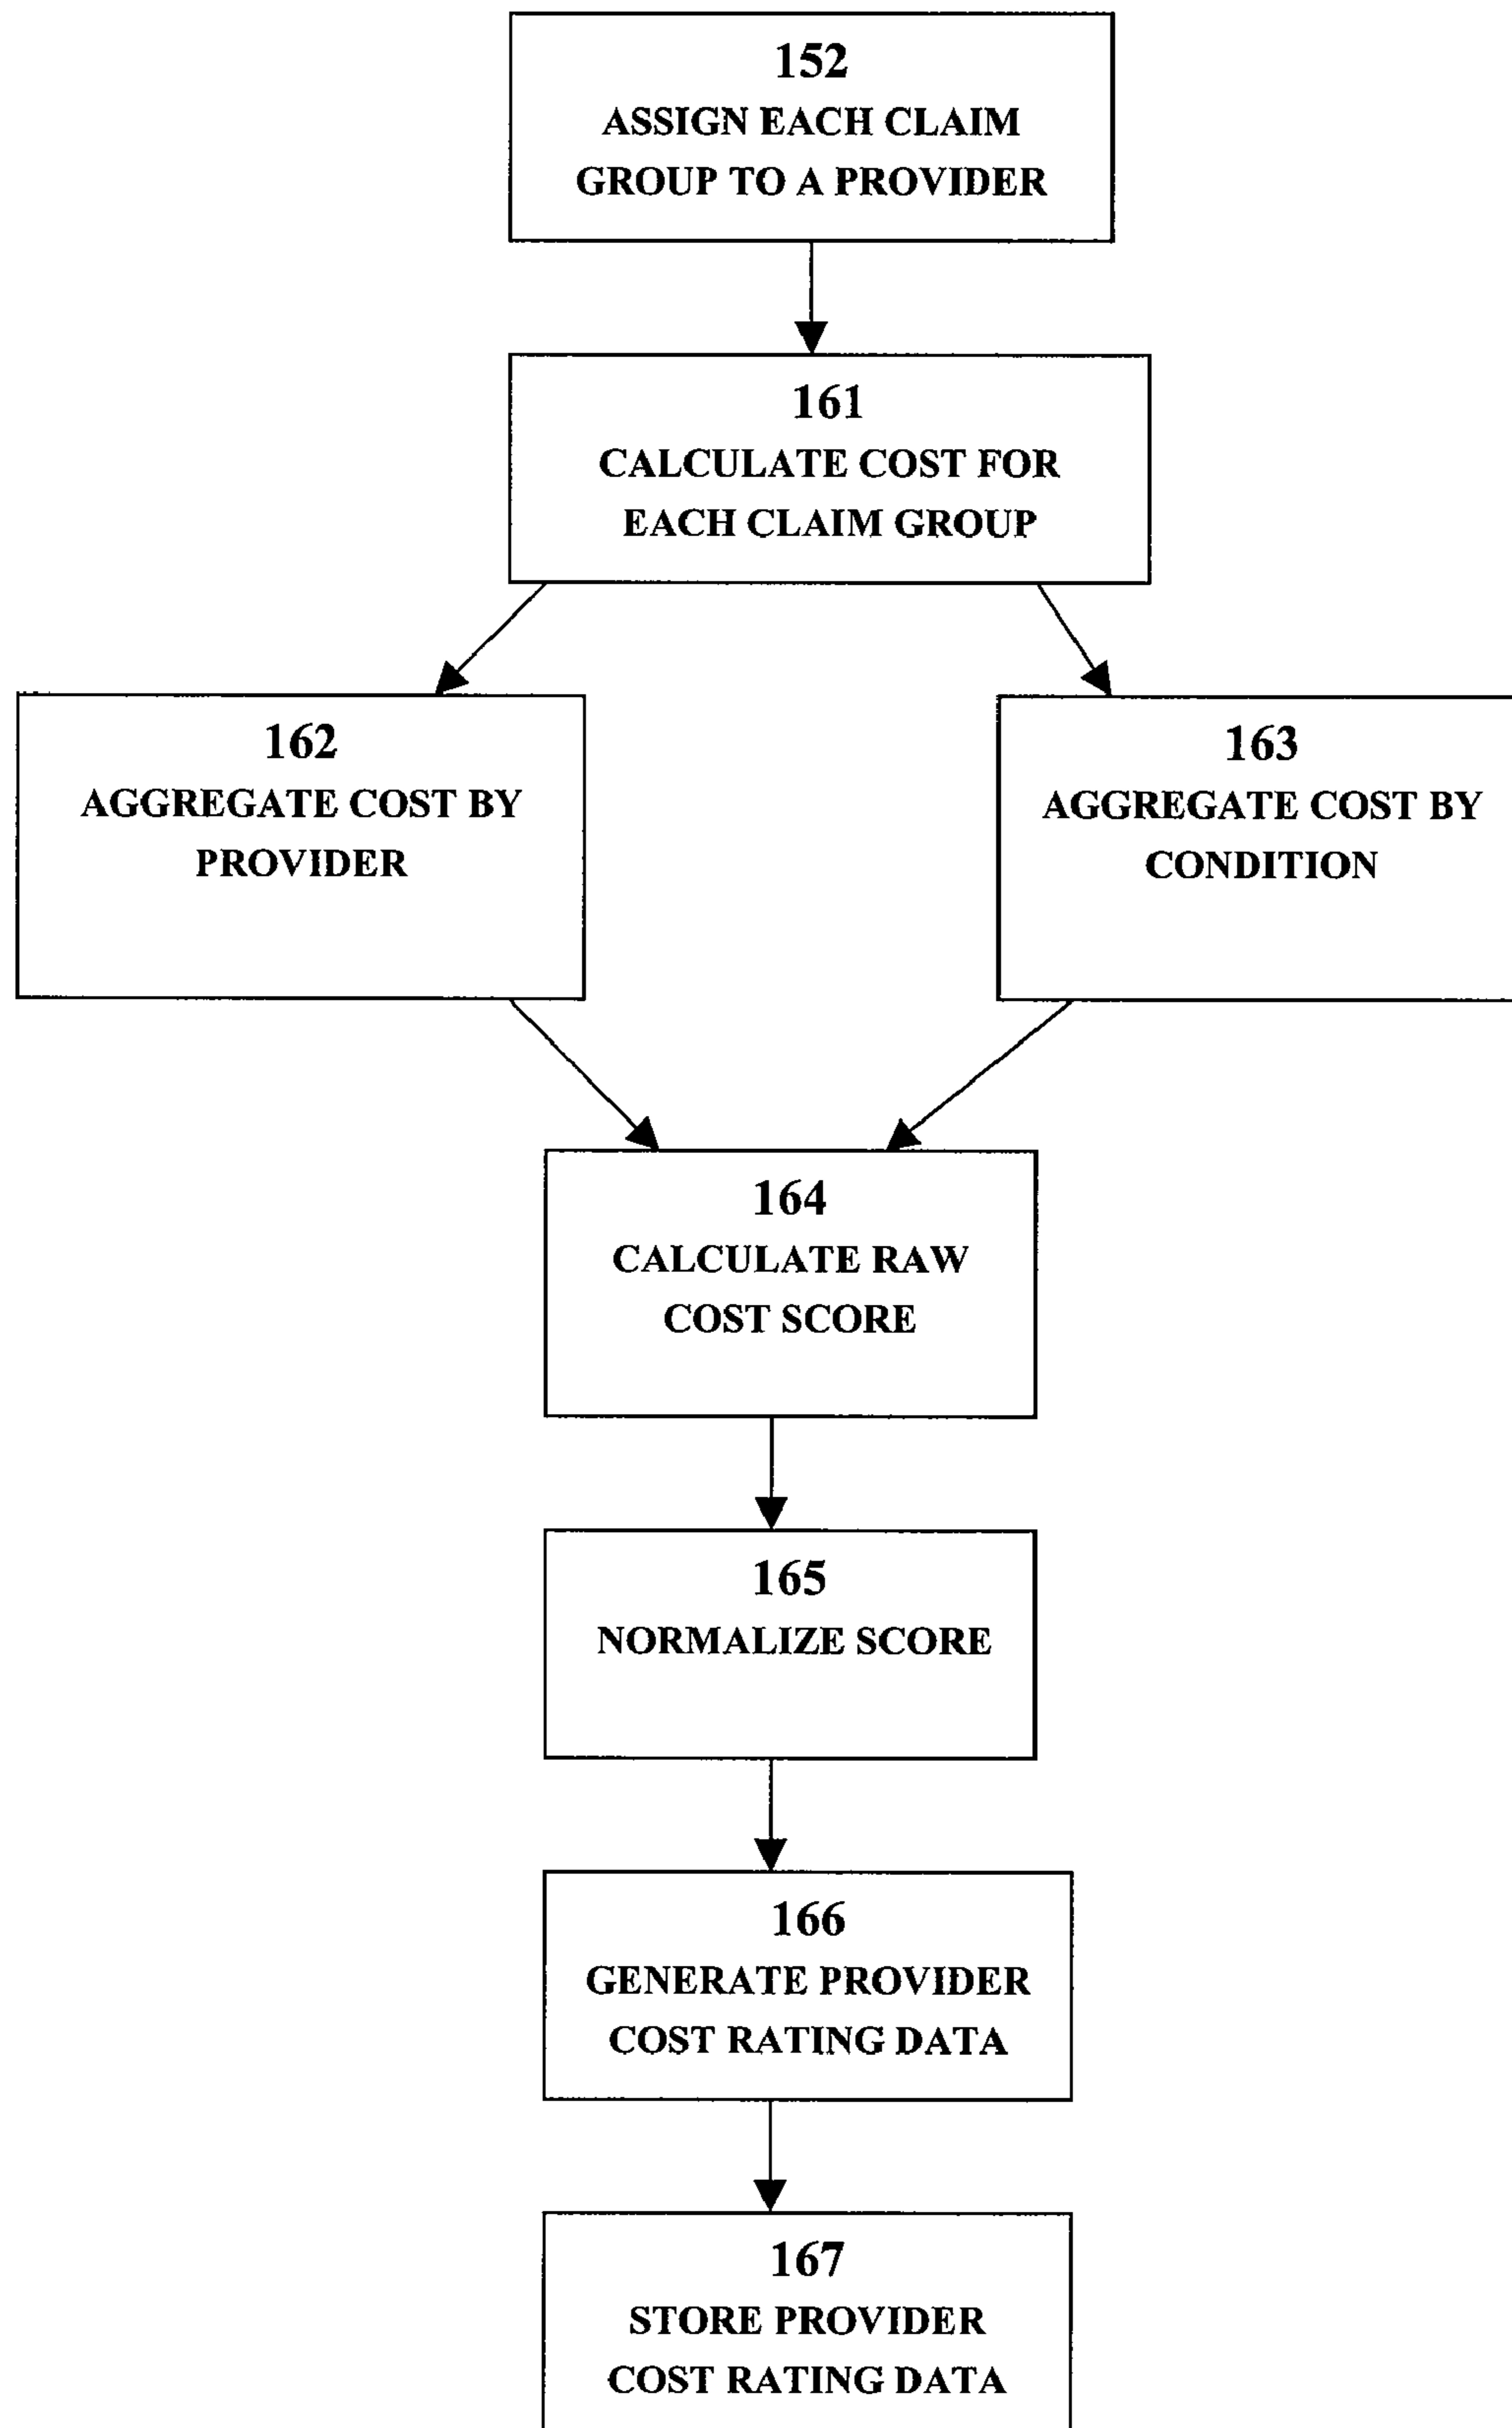 152
ASSIGN EACH CLAIM
GROUP TO A PROVIDER
161
CALCULATE COST FOR
EACH CLAIM GROUP
162
AGGREGATE COST BY
PROVIDER
163
AGGREGATE COST BY
CONDITION
164
CALCULATE RAW
COST SCORE
165
NORMALIZE SCORE
166
GENERATE PROVIDER
COST RATING DATA
167
STORE PROVIDER
COST RATING DATA